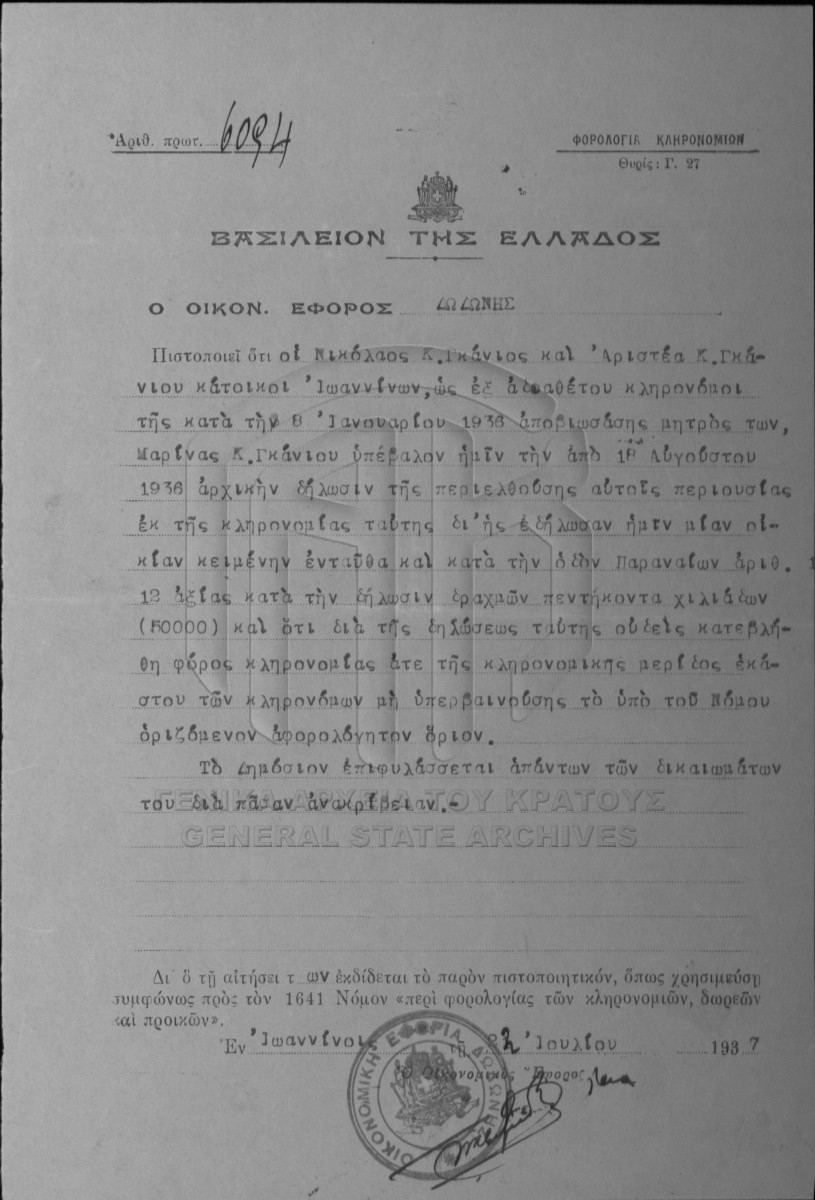 Ἀριθ. πρωτ. 6094
ΦΟΡΟΛΟΓΙΑ ΚΛΗΡΟΝΟΜΙΩΝ
Θυρίς: Γ. 27
ΒΑΣΙΛΕΙΟΝ ΤΗΣ ΕΛΛΑΔΟΣ
Ο ΟΙΚΟΝ. ΕΦΟΡΟΣ ΔΩΔΩΝΗΣ
Πιστοποιεῖ ὅτι οἱ Νικόλαος Κ.Γκάνιος καὶ Ἀριστέα Κ.Γκά-
νιου κάτοικοι Ἰωαννίνων, ὡς ἐξ ἀδιαθέτου κληρονόμοι
τῆς κατὰ τὴν 8 Ἰανουαρίου 1936 ἀποβιωσάσης μητρὸς των,
Μαρίνας Κ.Γκάνιου ὑπέβαλον ἡμῖν τὴν ἀπὸ 18 Αὐγούστου
1936 ἀρχικὴν δήλωσιν τῆς περιελθούσης αὐτοῖς περιουσίας
ἐκ τῆς κληρονομίας ταύτης δι' ἧς ἐδήλωσαν ἡμῖν μίαν οἰ-
κίαν κειμένην ἐνταῦθα καὶ κατὰ τὴν ὁδὸν Παραναίων ἀριθ. 1
12 ἀξίας κατὰ τὴν δήλωσιν δραχμῶν πεντήκοντα χιλιάδων
(50000) καὶ ὅτι διὰ τῆς δηλώσεως ταύτης οὐδεὶς κατεβλή-
θη φόρος κληρονομίας ἅτε τῆς κληρονομικῆς μερίδος ἑκά-
στου τῶν κληρονόμων μὴ ὑπερβαινούσης τὸ ὑπὸ τοῦ Νόμου
ὁριζόμενον ἀφορολόγητον ὅριον.
Τὸ Δημόσιον ἐπιφυλάσσεται ἁπάντων τῶν δικαιωμάτων
του διὰ πᾶσαν ἀνακρίβειαν.-
ΓΕΝΙΚΑ ΑΡΧΕΙΑ ΤΟΥ ΚΡΑΤΟΥΣ
GENERAL STATE ARCHIVES
Δι' ὃ τῇ αἰτήσει των ἐκδίδεται τὸ παρὸν πιστοποιητικόν, ὅπως χρησιμεύσῃ
συμφώνως πρὸς τὸν 1641 Νόμον «περὶ φορολογίας τῶν κληρονομιῶν, δωρεῶν
καὶ προικῶν».
Ἐν Ἰωαννίνοις τῇ 22 Ἰουλίου 1937
Ὁ Οἰκονομικὸς Ἔφορος
ΟΙΚΟΝΟΜΙΚΗ ΕΦΟΡΙΑ ΔΩΔΩΝΗΣ